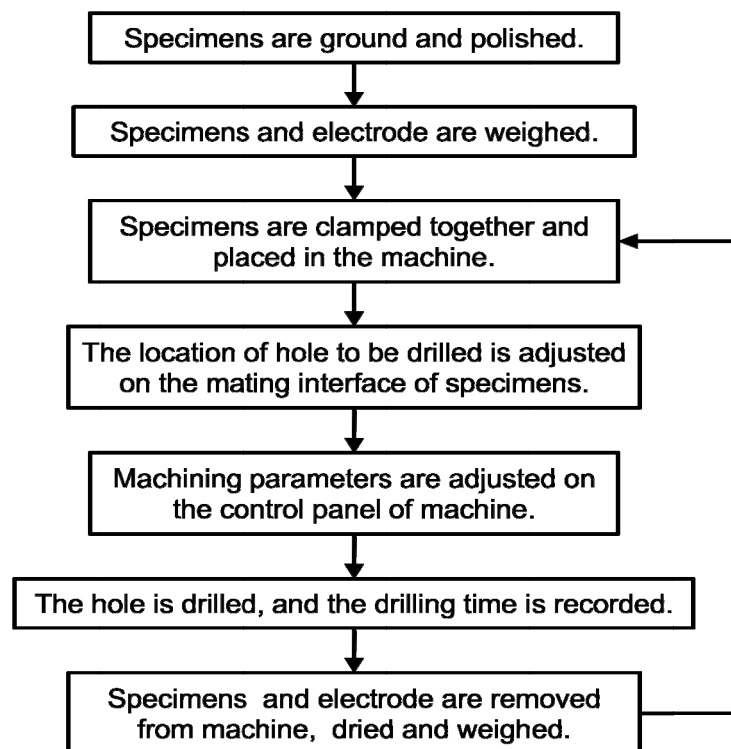 Specimens are ground and polished.
Specimens and electrode are weighed.
Specimens are clamped together and
placed in the machine.
The location of hole to be drilled is adjusted
on the mating interface of specimens.
Machining parameters are adjusted on
the control panel of machine.
The hole is drilled, and the drilling time is recorded.
Specimens and electrode are removed
from machine, dried and weighed.